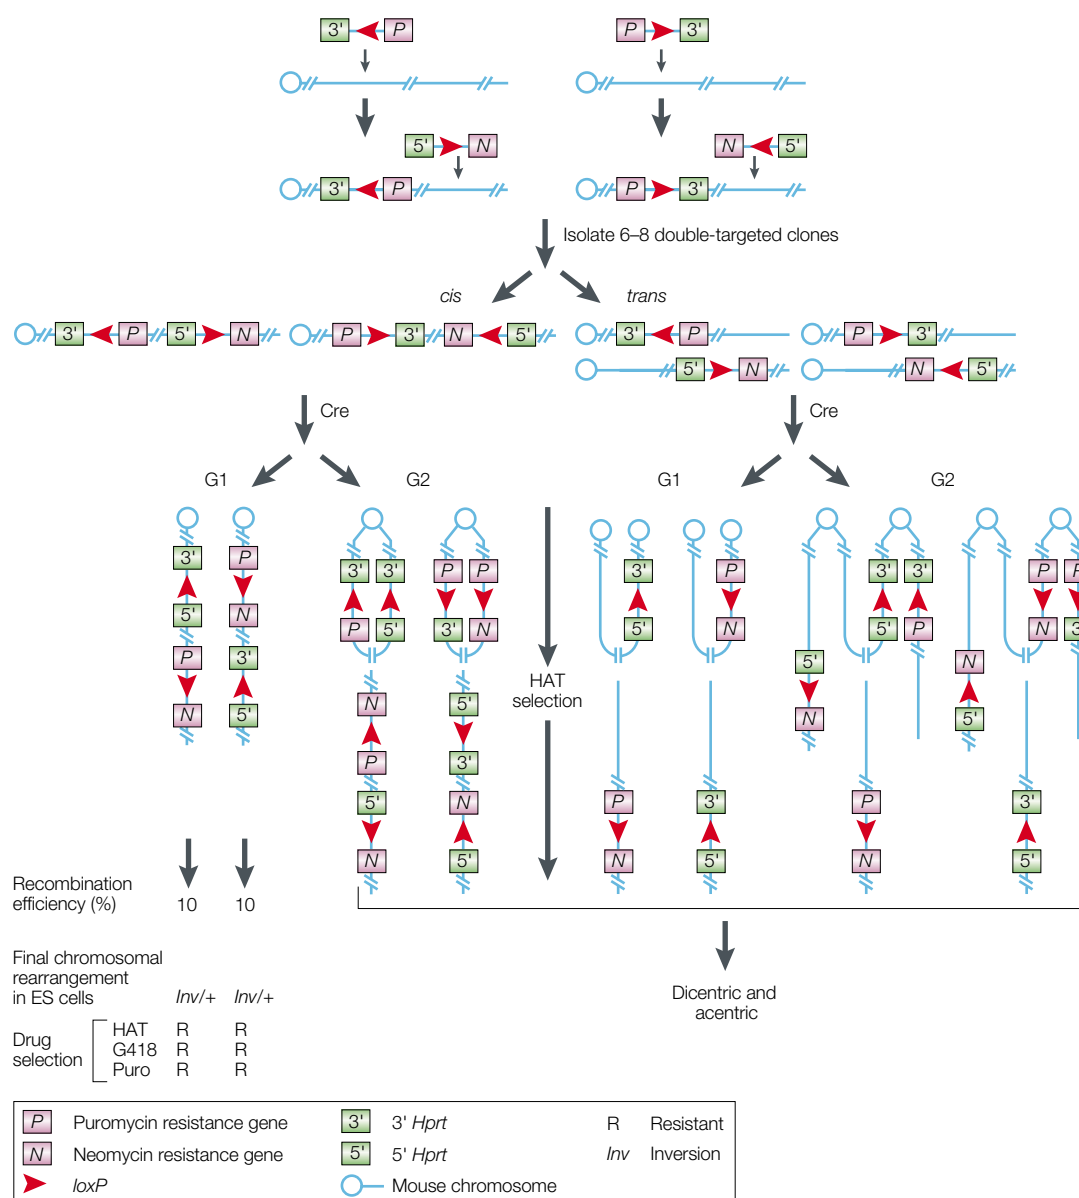 3' P P 3'
5' N N 5'
3' P P 3'
Isolate 6–8 double-targeted clones
cis trans
3' P 5' N P 3' N 5' 3' P P 3'
5' N N 5'
Cre Cre
G1 G2 G1 G2
3' P 3' 3' P P 3' P 3' 3' P P
5' N P 5' 3' N 5' N 5' P N 3'
P 3' 5' N
HAT
selection
N 5' N 5' N 5'
P 3'
5' N P 3' P 3'
N 5' N 5' N 5'
Recombination
efficiency (%) 10 10
Final chromosomal
rearrangement
in ES cells Inv/+ Inv/+
Dicentric and
acentric
Drug
selection
HAT R R
G418 R R
Puro R R
P Puromycin resistance gene 3' 3' Hprt R Resistant
N Neomycin resistance gene 5' 5' Hprt Inv Inversion
loxP Mouse chromosome